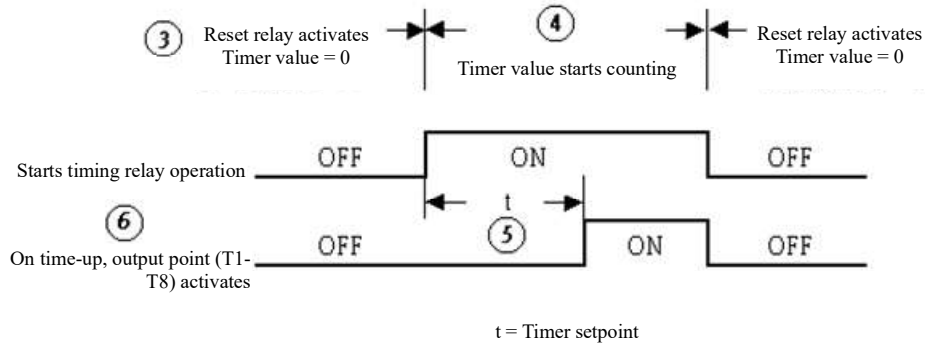 3
Reset relay activates
Timer value = 0
4
Timer value starts counting
Reset relay activates
Timer value = 0
Starts timing relay operation
OFF
ON
OFF
t
5
6
On time-up, output point (T1-
T8) activates
OFF
ON
OFF
t = Timer setpoint